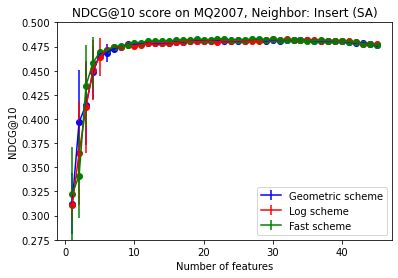 NDCG@10 score on MQ2007, Neighbor: Insert (SA)
0.500
0.475
0.450
0.425
0.400
0.375
0.350
0.325
0.300
0.275
NDCG@10
Geometric scheme
Log scheme
Fast scheme
0 10 20 30 40
Number of features